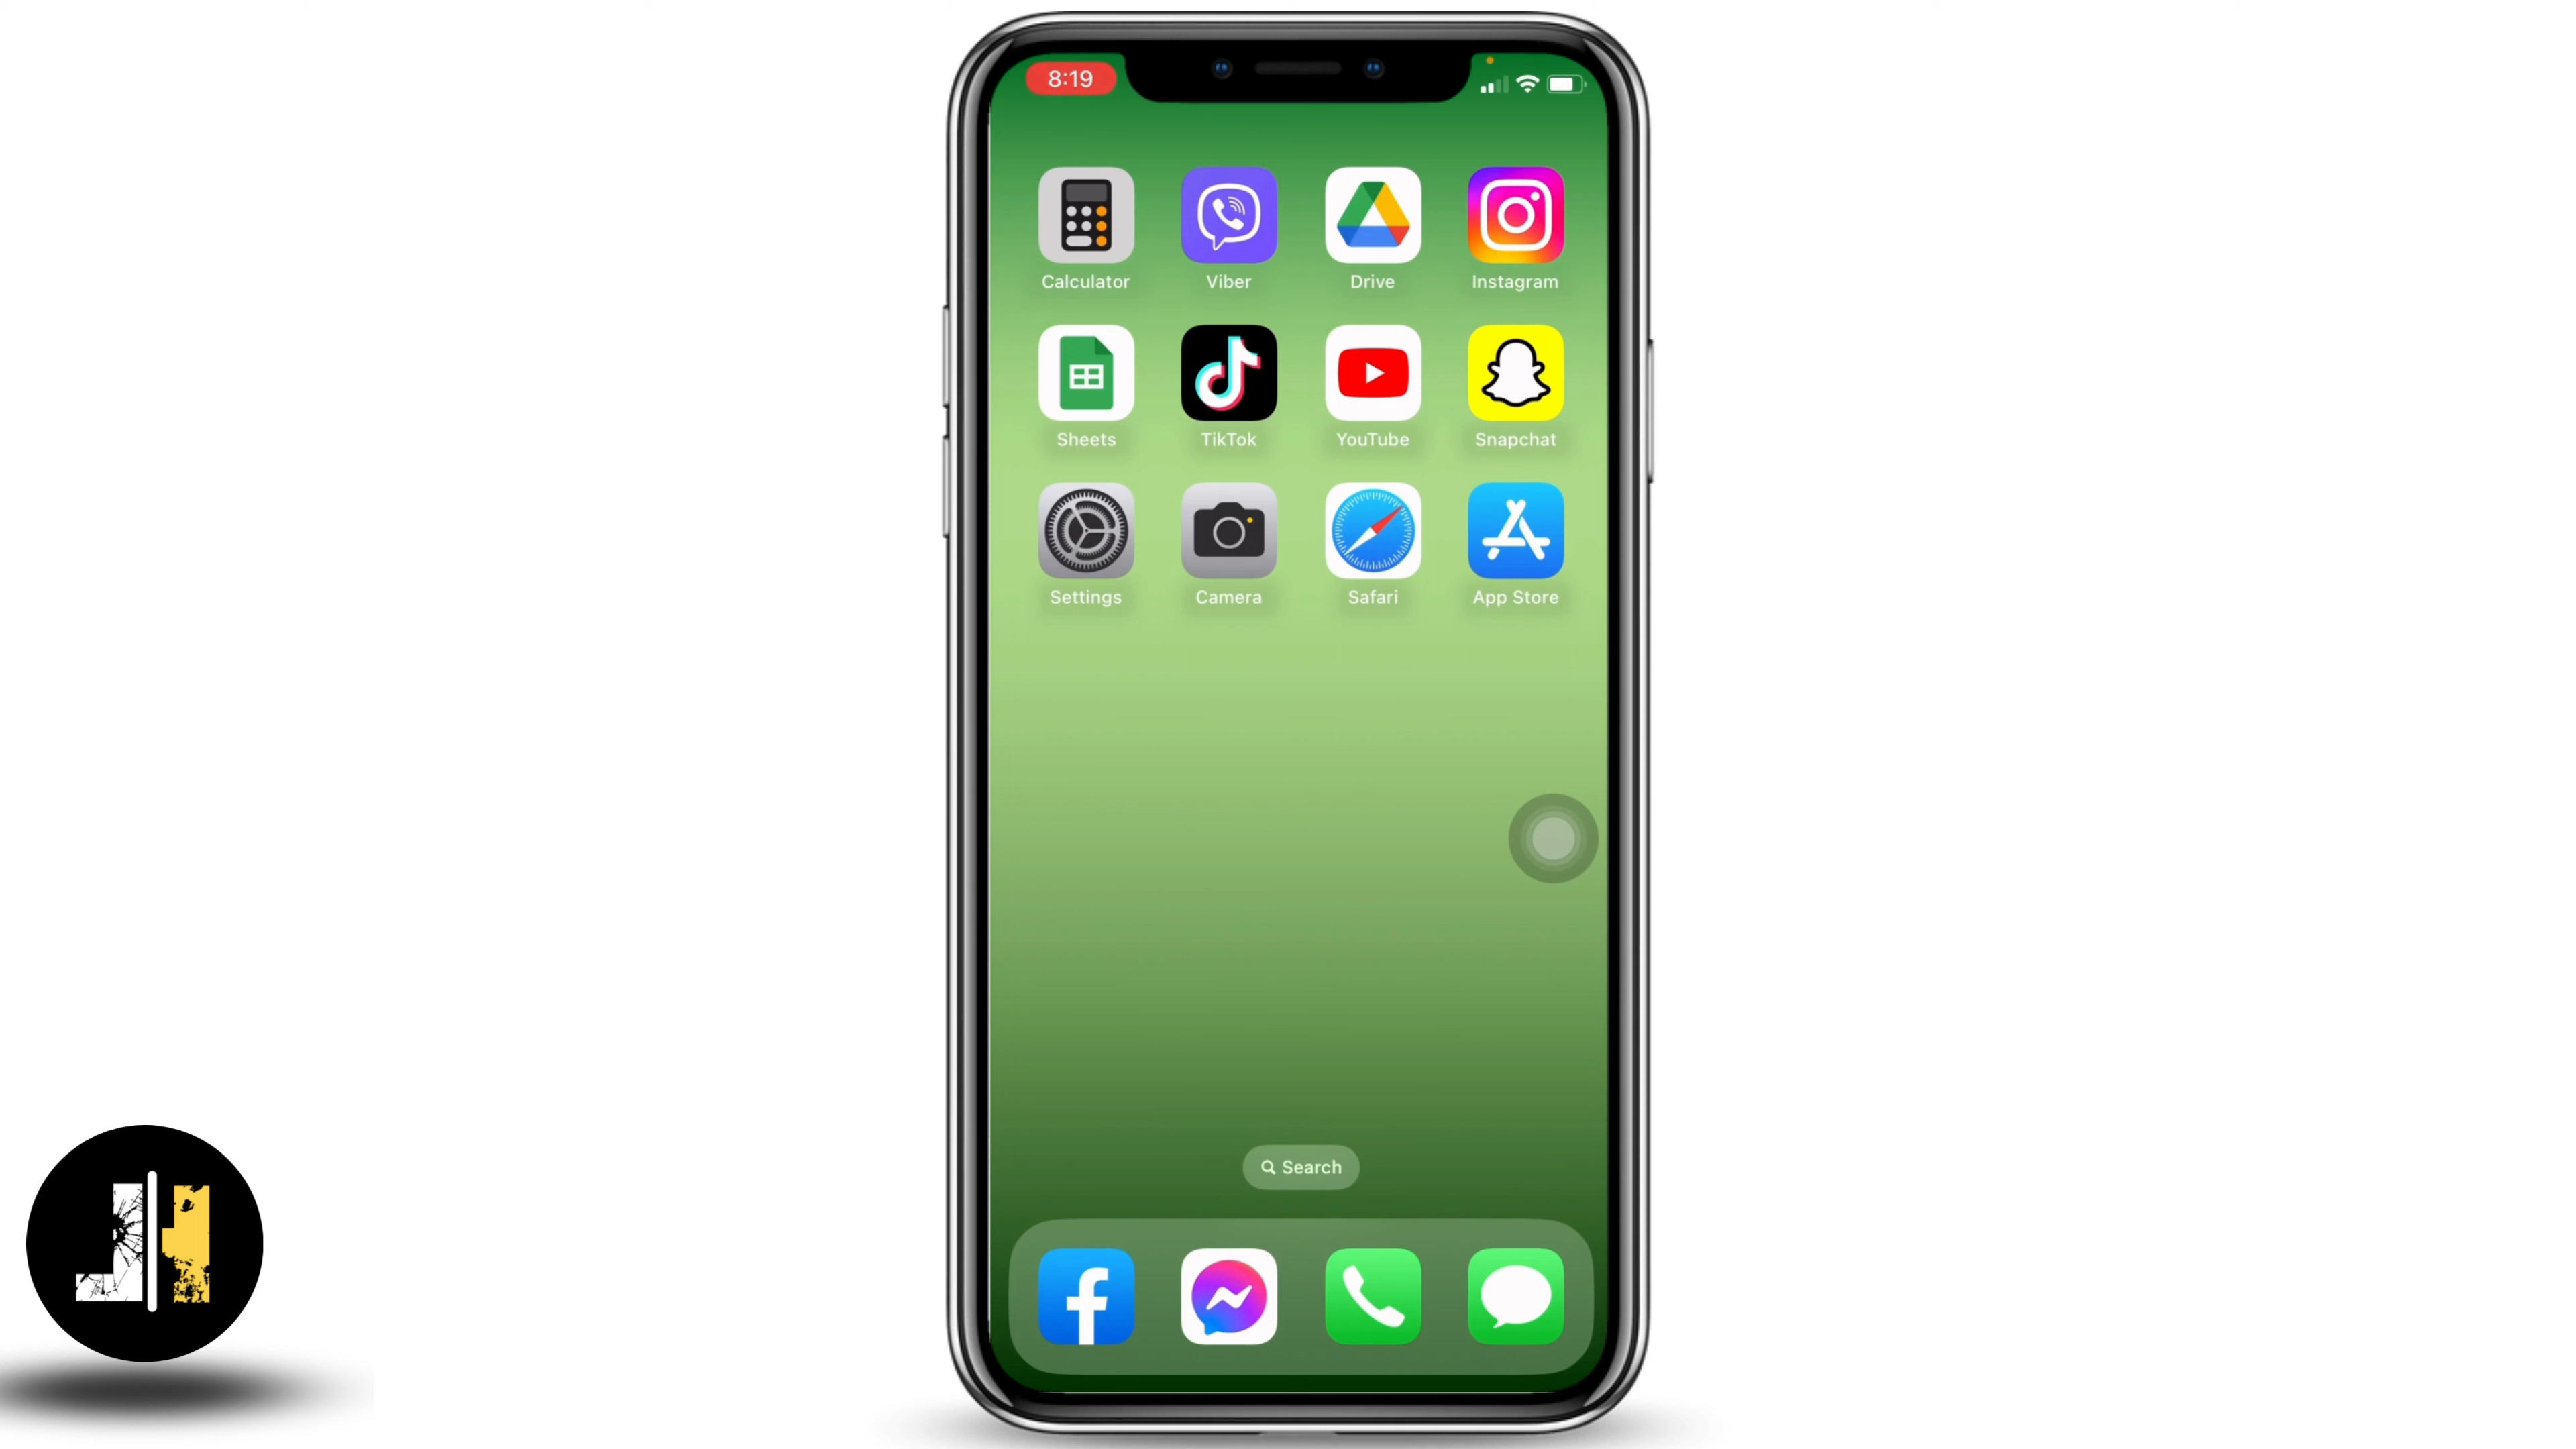 8:19
Calculator Viber Drive Instagram
Sheets TikTok YouTube Snapchat
Settings Camera Safari App Store
Search